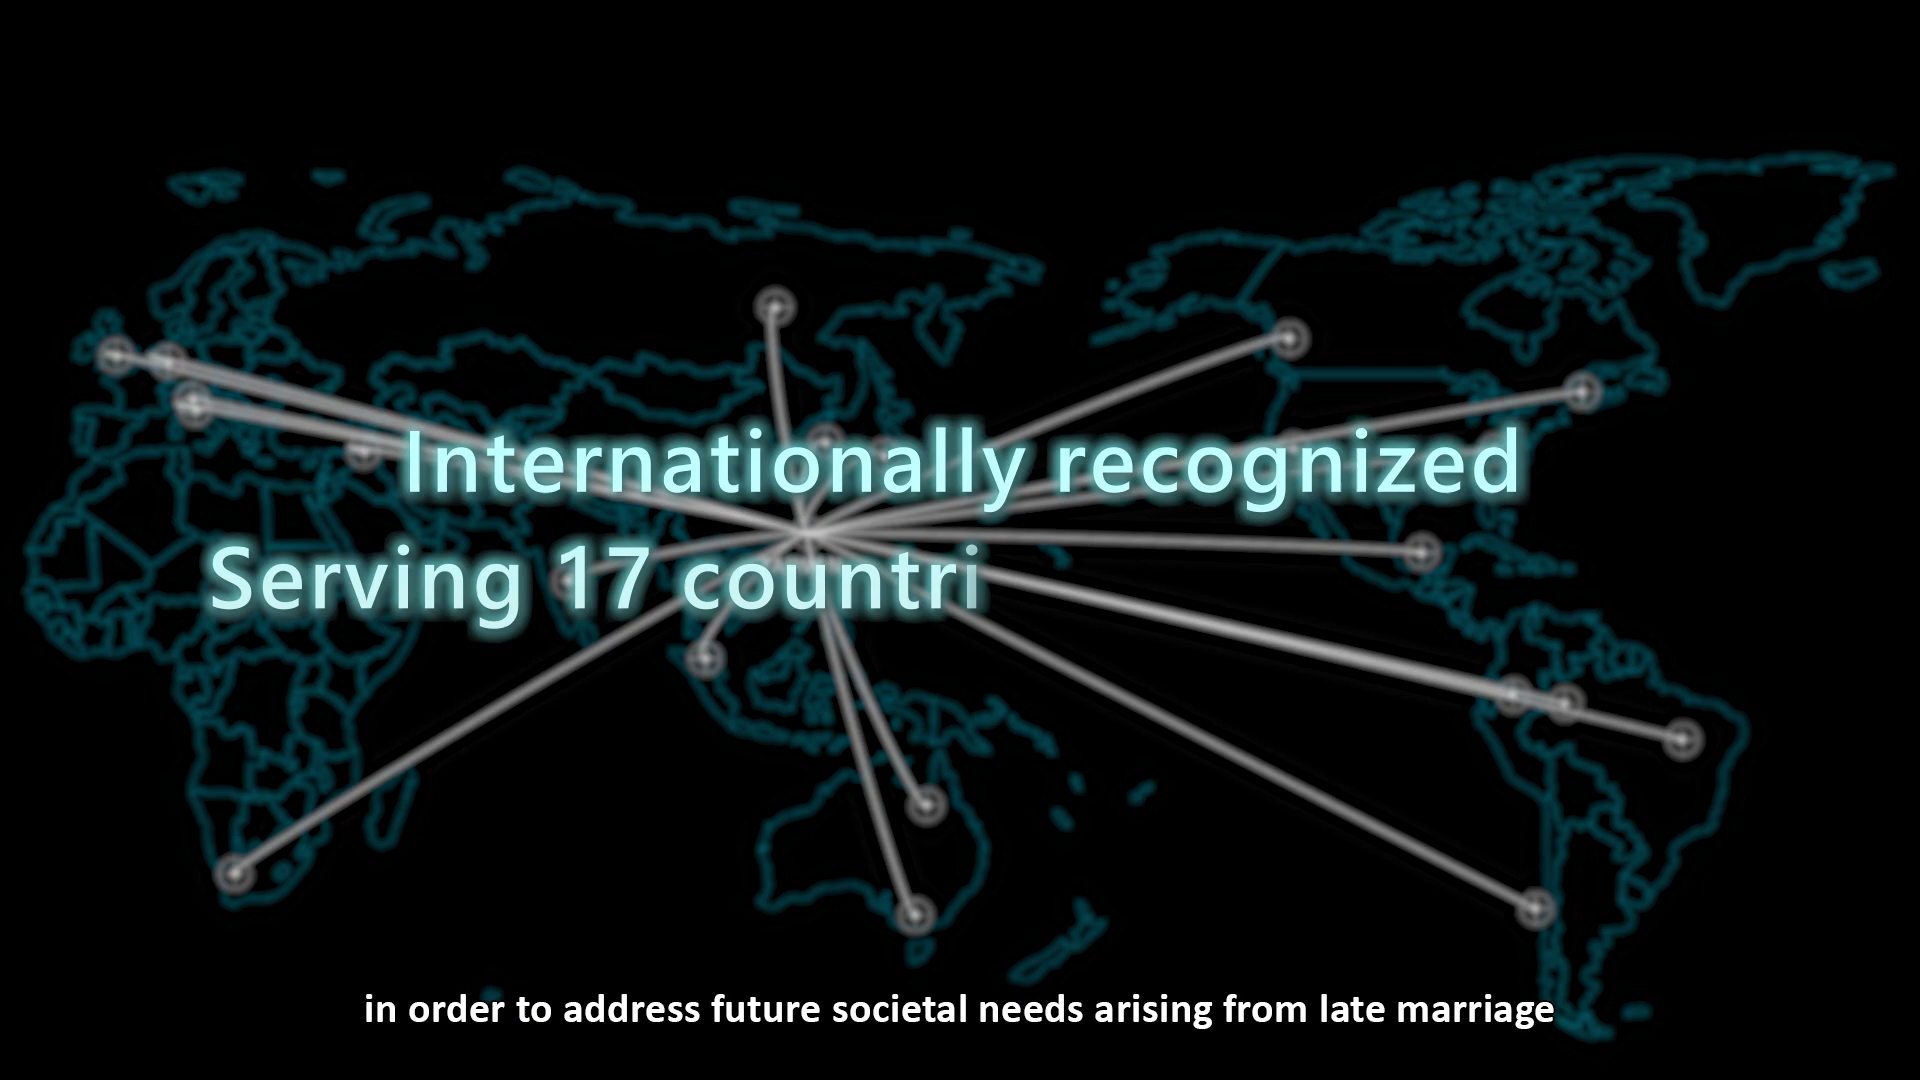 Internationally recognized
Serving 17 countri
in order to address future societal needs arising from late marriage